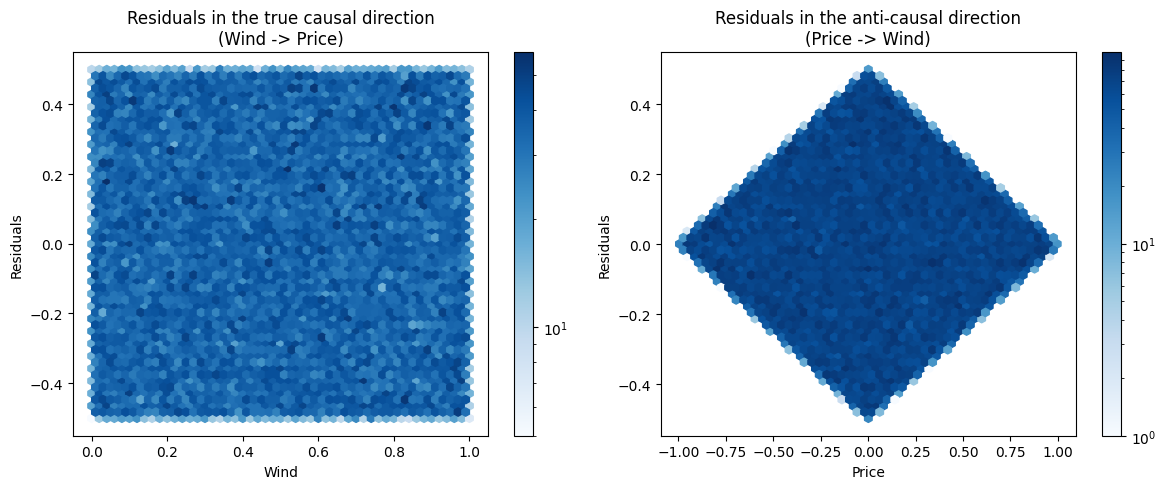 Residuals in the true causal direction
(Wind -> Price)
Residuals
0.4
0.2
0.0
−0.2
−0.4
0.0 0.2 0.4 0.6 0.8 1.0
Wind
10¹
Residuals in the anti-causal direction
(Price -> Wind)
Residuals
0.4
0.2
0.0
−0.2
−0.4
−1.00 −0.75 −0.50 −0.25 0.00 0.25 0.50 0.75 1.00
Price
10¹
10⁰